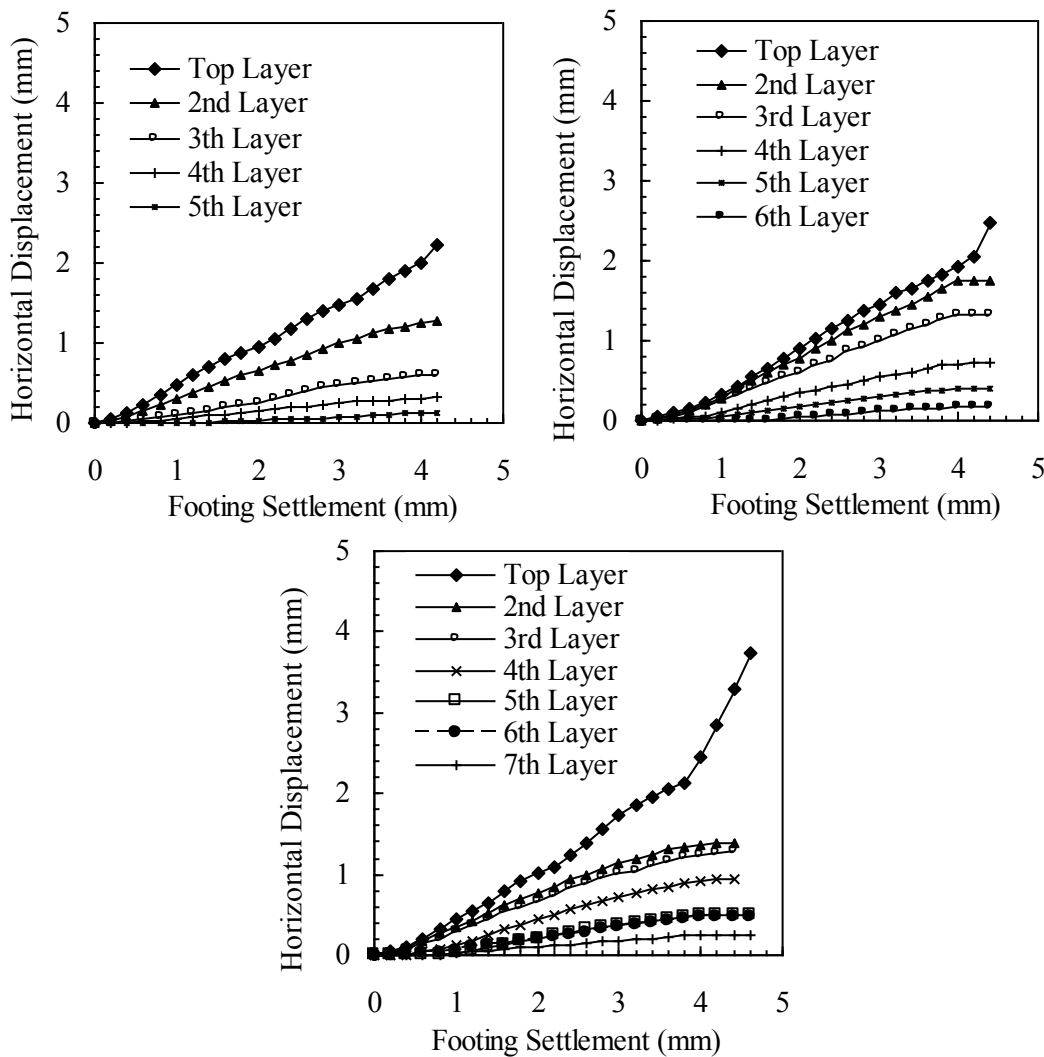 Horizontal Displacement (mm)
5
4
3
2
1
0
Top Layer
2nd Layer
3th Layer
4th Layer
5th Layer
0 1 2 3 4 5
Footing Settlement (mm)
Horizontal Displacement (mm)
5
4
3
2
1
0
Top Layer
2nd Layer
3rd Layer
4th Layer
5th Layer
6th Layer
0 1 2 3 4 5
Footing Settlement (mm)
Horizontal Displacement (mm)
5
4
3
2
1
0
Top Layer
2nd Layer
3rd Layer
4th Layer
5th Layer
6th Layer
7th Layer
0 1 2 3 4 5
Footing Settlement (mm)